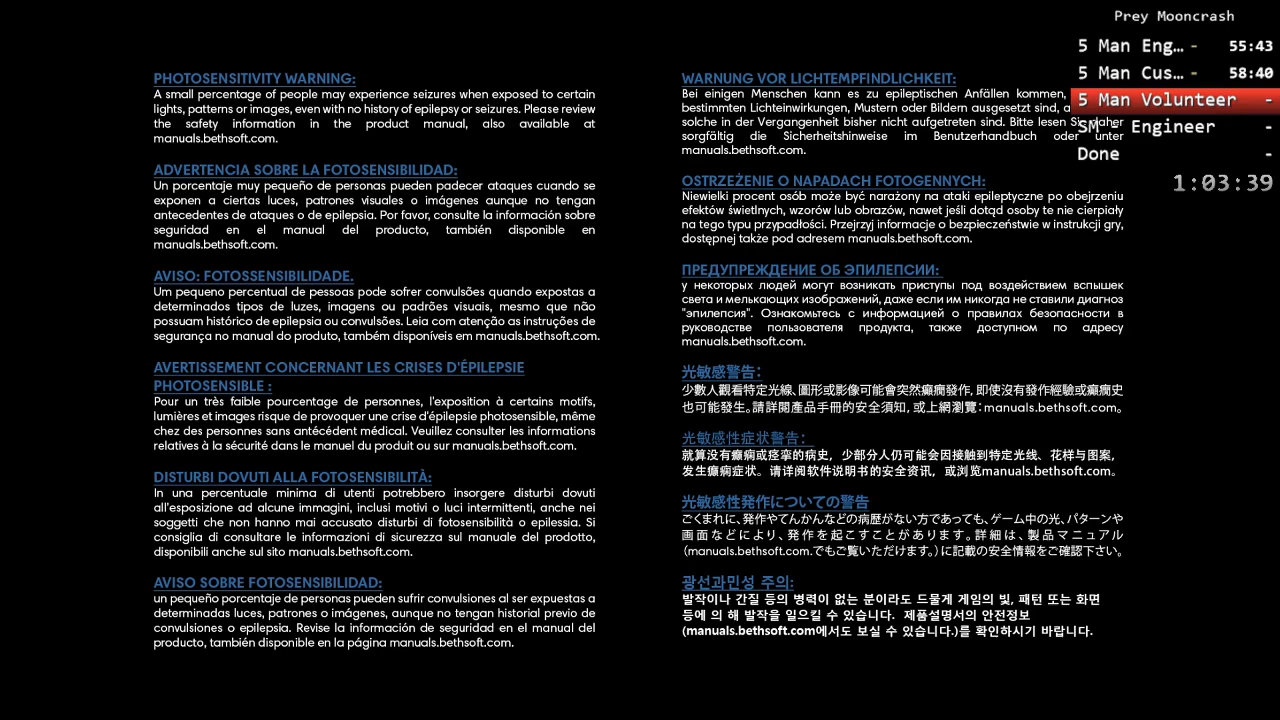 PHOTOSENSITIVITY WARNING:
A small percentage of people may experience seizures when exposed to certain
lights, patterns or images, even with no history of epilepsy or seizures. Please review
the safety information in the product manual, also available at
manuals.bethsoft.com.
ADVERTENCIA SOBRE LA FOTOSENSIBILIDAD:
Un porcentaje muy pequeño de personas pueden padecer ataques cuando se
exponen a ciertas luces, patrones visuales o imágenes aunque no tengan
antecedentes de ataques o de epilepsia. Por favor, consulte la información sobre
seguridad en el manual del producto, también disponible en
manuals.bethsoft.com.
AVISO: FOTOSSENSIBILIDADE.
Um pequeno percentual de pessoas pode sofrer convulsões quando expostas a
determinados tipos de luzes, imagens ou padrões visuais, mesmo que não
possuam histórico de epilepsia ou convulsões. Leia com atenção as instruções de
segurança no manual do produto, também disponíveis em manuals.bethsoft.com.
AVERTISSEMENT CONCERNANT LES CRISES D'ÉPILEPSIE
PHOTOSENSIBLE :
Pour un très faible pourcentage de personnes, l'exposition à certains motifs,
lumières et images risque de provoquer une crise d'épilepsie photosensible, même
chez des personnes sans antécédent médical. Veuillez consulter les informations
relatives à la sécurité dans le manuel du produit ou sur manuals.bethsoft.com.
DISTURBI DOVUTI ALLA FOTOSENSIBILITÀ:
In una percentuale minima di utenti potrebbero insorgere disturbi dovuti
all'esposizione ad alcune immagini, inclusi motivi o luci intermittenti, anche nei
soggetti che non hanno mai accusato disturbi di fotosensibilità o epilessia. Si
consiglia di consultare le informazioni di sicurezza sul manuale del prodotto,
disponibili anche sul sito manuals.bethsoft.com.
AVISO SOBRE FOTOSENSIBILIDAD:
un pequeño porcentaje de personas pueden sufrir convulsiones al ser expuestas a
determinadas luces, patrones o imágenes, aunque no tengan historial previo de
convulsiones o epilepsia. Revise la información de seguridad en el manual del
producto, también disponible en la página manuals.bethsoft.com.
WARNUNG VOR LICHTEMPFINDLICHKEIT:
Bei einigen Menschen kann es zu epileptischen Anfällen kommen,
bestimmten Lichteinwirkungen, Mustern oder Bildern ausgesetzt sind, a
solche in der Vergangenheit bisher nicht aufgetreten sind. Bitte lesen Sie daher
sorgfältig die Sicherheitshinweise im Benutzerhandbuch oder unter
manuals.bethsoft.com.
OSTRZEŻENIE O NAPADACH FOTOGENNYCH:
Niewielki procent osób może być narażony na ataki epileptyczne po obejrzeniu
efektów świetlnych, wzorów lub obrazów, nawet jeśli dotąd osoby te nie cierpiały
na tego typu przypadłości. Przejrzyj informacje o bezpieczeństwie w instrukcji gry,
dostępnej także pod adresem manuals.bethsoft.com.
ПРЕДУПРЕЖДЕНИЕ ОБ ЭПИЛЕПСИИ:
у некоторых людей могут возникать приступы под воздействием вспышек
света и мелькающих изображений, даже если им никогда не ставили диагноз
"эпилепсия". Ознакомьтесь с информацией о правилах безопасности в
руководстве пользователя продукта, также доступном по адресу
manuals.bethsoft.com.
光敏感警告:
少數人觀看特定光線、圖形或影像可能會突然癲癇發作, 即使沒有發作經驗或癲癇史
也可能發生。請詳閱產品手冊的安全須知, 或上網瀏覽：manuals.bethsoft.com。
光敏感性症状警告：
就算没有癫痫或痉挛的病史，少部分人仍可能会因接触到特定光线、花样与图案，
发生癫痫症状。请详阅软件说明书的安全资讯，或浏览manuals.bethsoft.com。
光敏感性発作についての警告
ごくまれに、発作やてんかんなどの病歴がない方であっても、ゲーム中の光、パターンや
画面などにより、発作を起こすことがあります。詳細は、製品マニュアル
（manuals.bethsoft.com.でもご覧いただけます。）に記載の安全情報をご確認下さい。
광선과민성 주의:
발작이나 간질 등의 병력이 없는 분이라도 드물게 게임의 빛, 패턴 또는 화면
등에 의 해 발작을 일으킬 수 있습니다. 제품설명서의 안전정보
(manuals.bethsoft.com에서도 보실 수 있습니다.)를 확인하시기 바랍니다.
Prey Mooncrash
5 Man Eng… - 55:43
5 Man Cus… - 58:40
5 Man Volunteer -
SM Engineer -
Done -
1:03:39